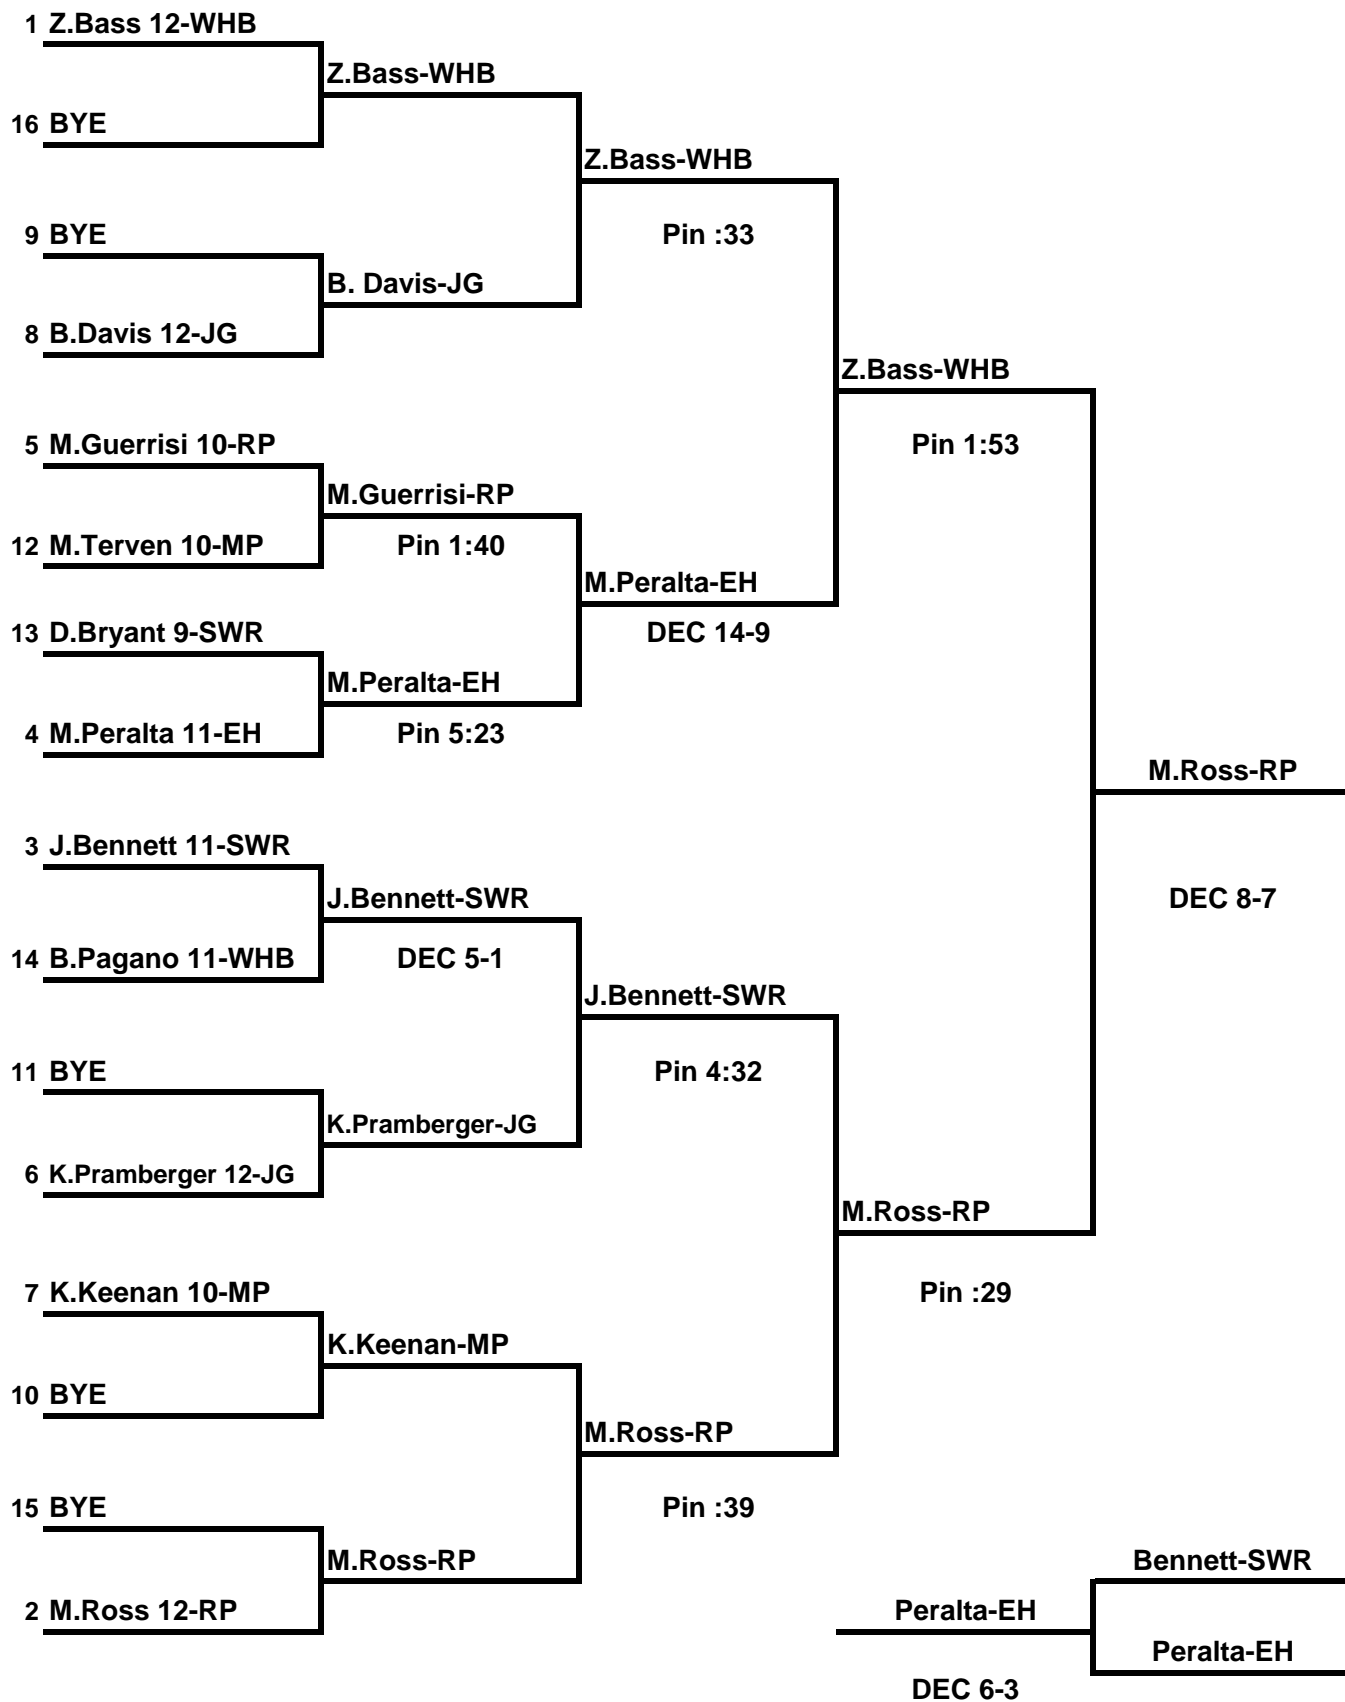 1 Z.Bass 12-WHB
Z.Bass-WHB
16 BYE
Z.Bass-WHB
9 BYE
Pin :33
B. Davis-JG
8 B.Davis 12-JG
Z.Bass-WHB
5 M.Guerrisi 10-RP
Pin 1:53
M.Guerrisi-RP
12 M.Terven 10-MP
Pin 1:40
M.Peralta-EH
13 D.Bryant 9-SWR
DEC 14-9
M.Peralta-EH
4 M.Peralta 11-EH
Pin 5:23
M.Ross-RP
3 J.Bennett 11-SWR
J.Bennett-SWR
DEC 8-7
14 B.Pagano 11-WHB
DEC 5-1
J.Bennett-SWR
11 BYE
Pin 4:32
K.Pramberger-JG
6 K.Pramberger 12-JG
M.Ross-RP
7 K.Keenan 10-MP
Pin :29
K.Keenan-MP
10 BYE
M.Ross-RP
15 BYE
Pin :39
M.Ross-RP
Bennett-SWR
2 M.Ross 12-RP
Peralta-EH
Peralta-EH
DEC 6-3